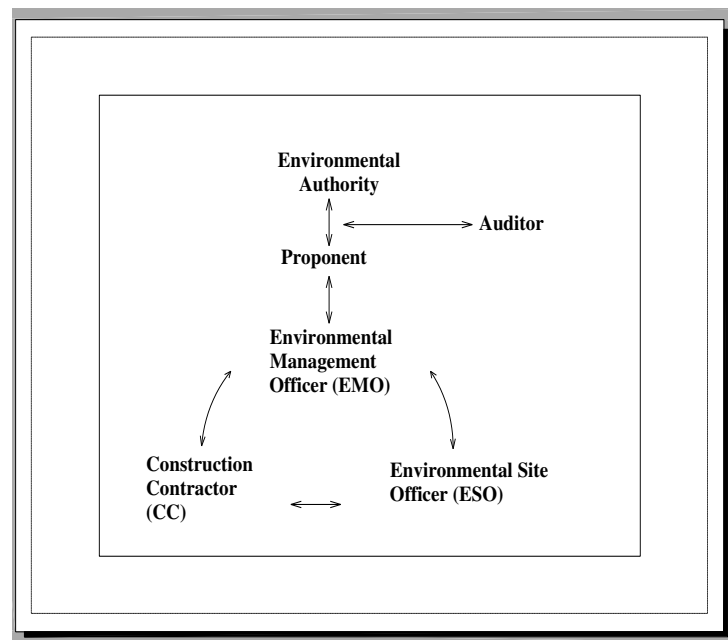 Environmental
Authority
Auditor
Proponent
Environmental
Management
Officer (EMO)
Construction
Contractor
(CC)
Environmental Site
Officer (ESO)